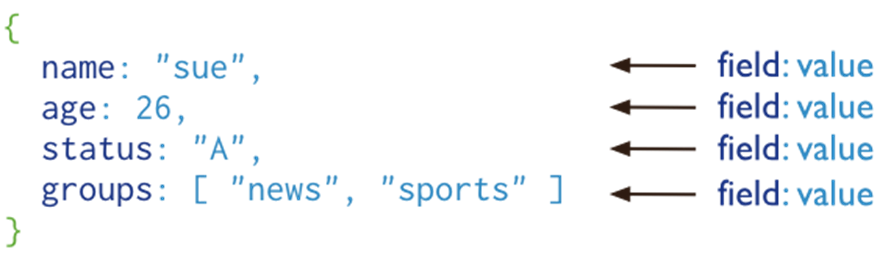 {
name: "sue", field: value
age: 26, field: value
status: "A", field: value
groups: [ "news", "sports" ] field: value
}